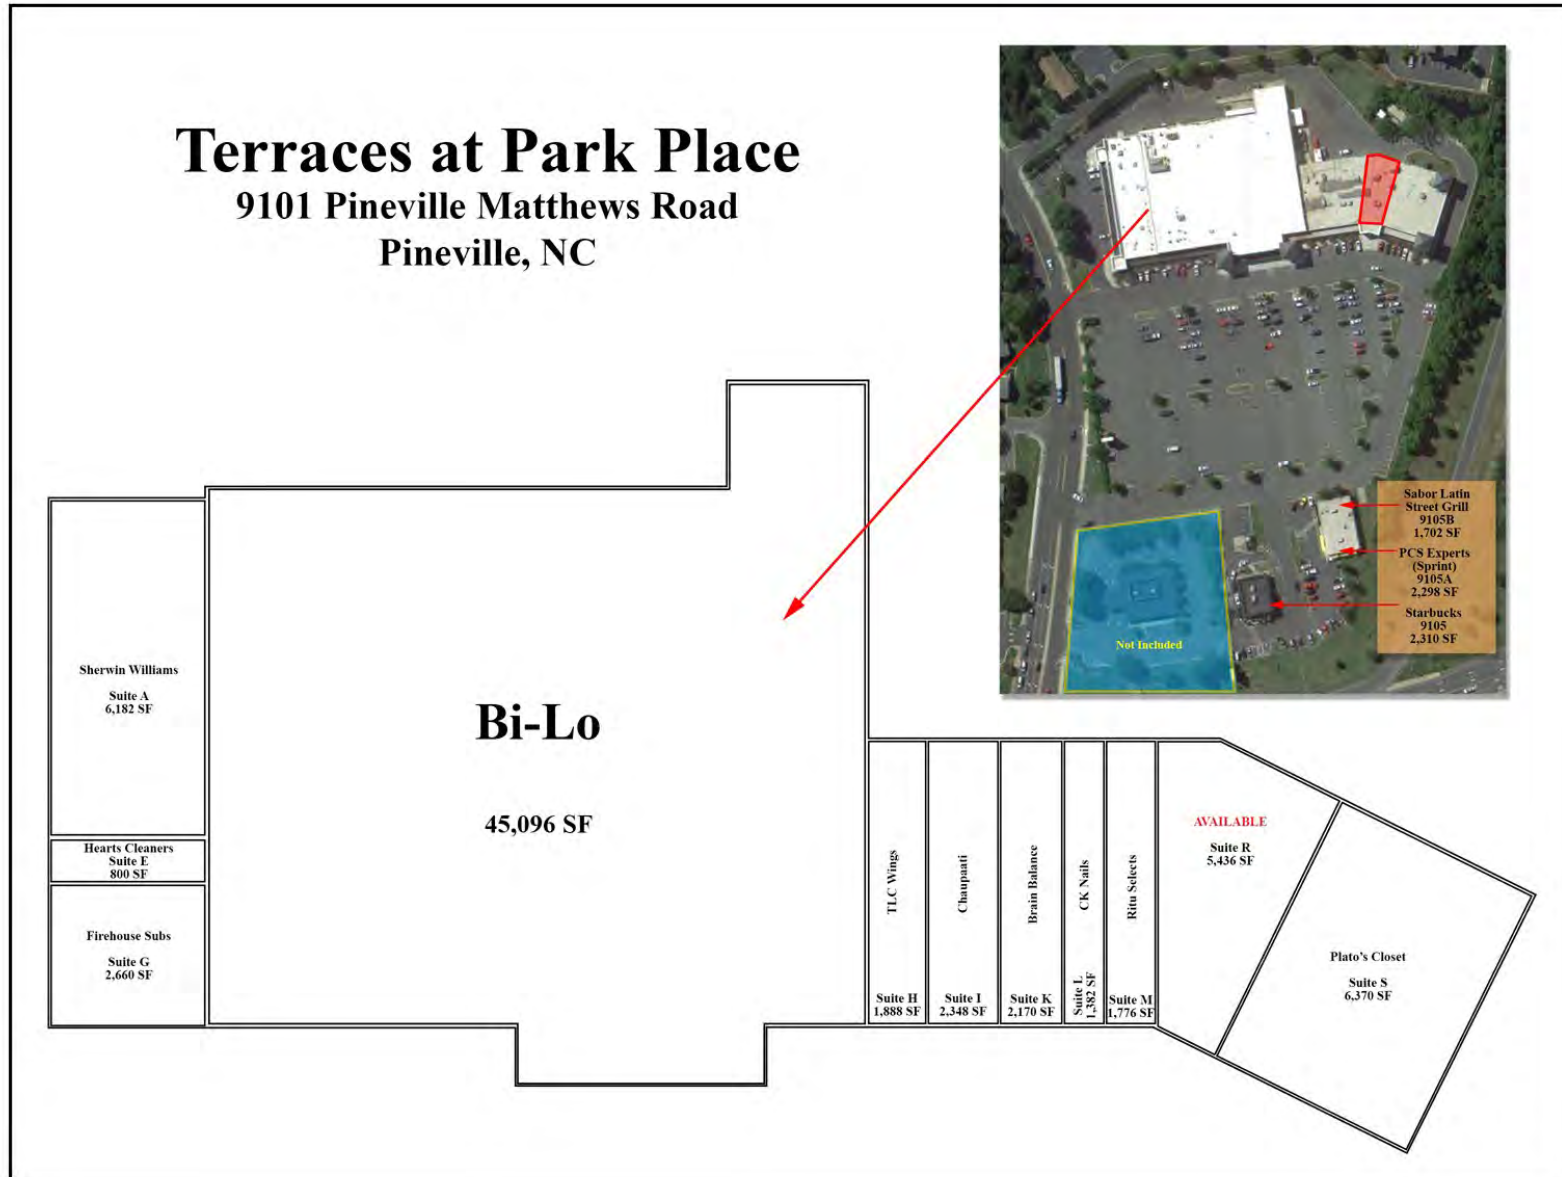 Terraces at Park Place
9101 Pineville Matthews Road
Pineville, NC
Sabor Latin
Street Grill
9105B
1,702 SF
PCS Experts
(Sprint)
9105A
2,298 SF
Starbucks
9105
2,310 SF
Not Included
Sherwin Williams
Suite A
6,182 SF
Hearts Cleaners
Suite E
800 SF
Firehouse Subs
Suite G
2,660 SF
Bi-Lo
45,096 SF
TLC Wings
Suite H
1,888 SF
Chaupaati
Suite I
2,348 SF
Brain Balance
Suite K
2,170 SF
CK Nails
Suite L
1,382 SF
Ritu Selects
Suite M
1,776 SF
AVAILABLE
Suite R
5,436 SF
Plato's Closet
Suite S
6,370 SF